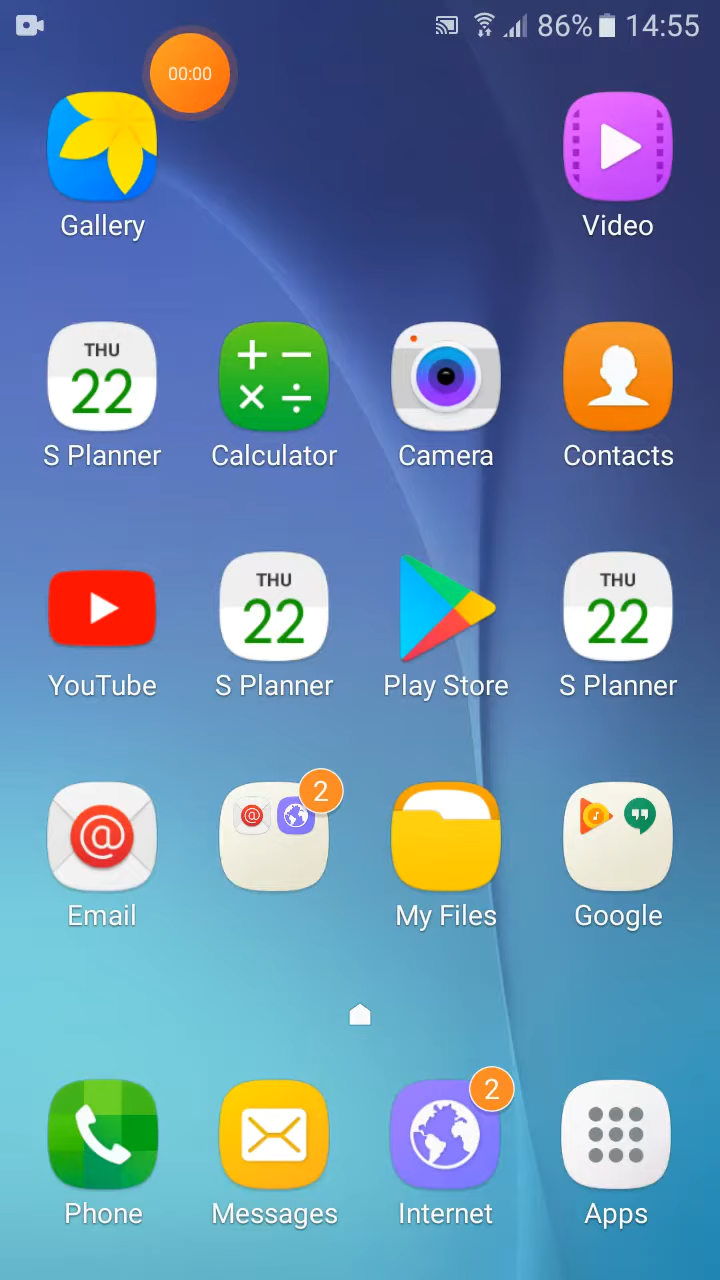 86% 14:55
00:00
Gallery Video
THU
22
S Planner Calculator Camera Contacts
THU THU
22 22
YouTube S Planner Play Store S Planner
2
Email My Files Google
2
Phone Messages Internet Apps